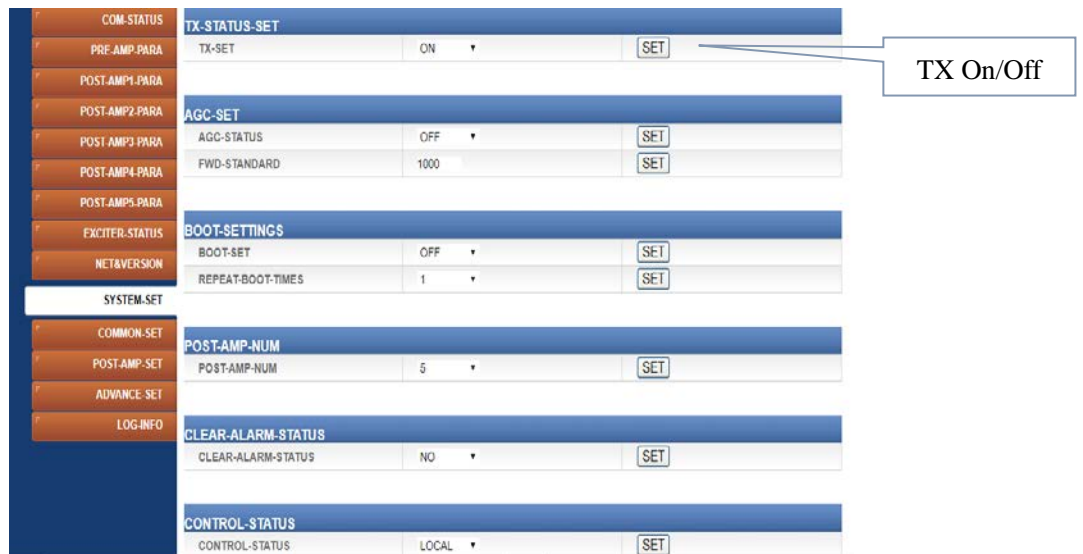 COM-STATUS
PRE-AMP-PARA
POST-AMP1-PARA
POST-AMP2-PARA
POST-AMP3-PARA
POST-AMP4-PARA
POST-AMP5-PARA
EXCITER-STATUS
NET&VERSION
SYSTEM-SET
COMMON-SET
POST-AMP-SET
ADVANCE-SET
LOG-INFO
TX-STATUS-SET
TX-SET ON SET
TX On/Off
AGC-SET
AGC-STATUS OFF SET
FWD-STANDARD 1000 SET
BOOT-SETTINGS
BOOT-SET OFF SET
REPEAT-BOOT-TIMES 1 SET
POST-AMP-NUM
POST-AMP-NUM 5 SET
CLEAR-ALARM-STATUS
CLEAR-ALARM-STATUS NO SET
CONTROL-STATUS
CONTROL-STATUS LOCAL SET